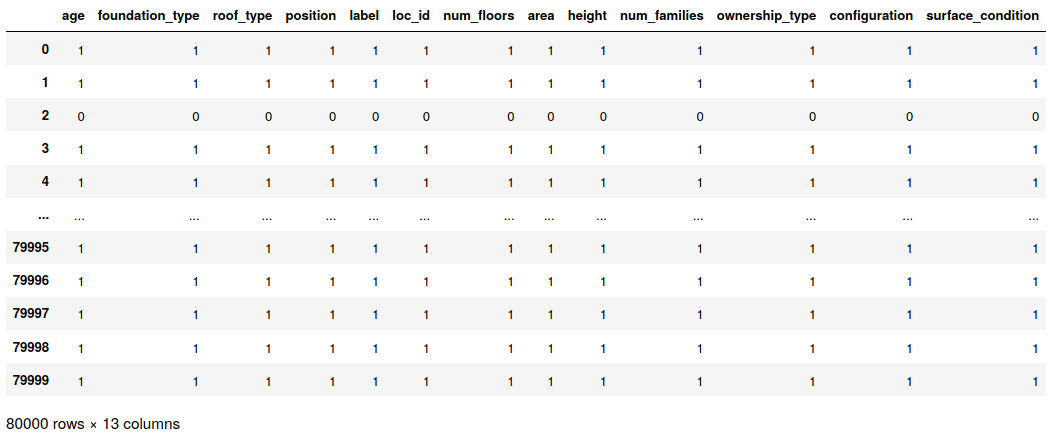 age foundation_type roof_type position label loc_id num_floors area height num_families ownership_type configuration surface_condition
0 1 1 1 1 1 1 1 1 1 1 1 1 1
1 1 1 1 1 1 1 1 1 1 1 1 1 1
2 0 0 0 0 0 0 0 0 0 0 0 0 0
3 1 1 1 1 1 1 1 1 1 1 1 1 1
4 1 1 1 1 1 1 1 1 1 1 1 1 1
... ... ... ... ... ... ... ... ... ... ... ... ... ...
79995 1 1 1 1 1 1 1 1 1 1 1 1 1
79996 1 1 1 1 1 1 1 1 1 1 1 1 1
79997 1 1 1 1 1 1 1 1 1 1 1 1 1
79998 1 1 1 1 1 1 1 1 1 1 1 1 1
79999 1 1 1 1 1 1 1 1 1 1 1 1 1
80000 rows × 13 columns